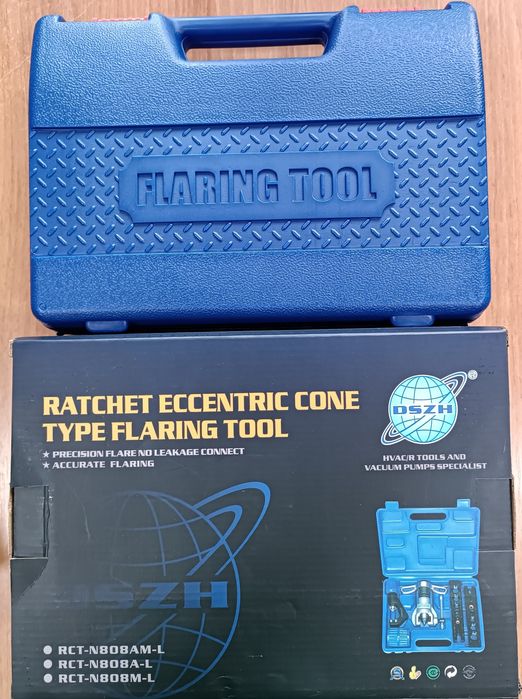 FLARING TOOL
RATCHET ECCENTRIC CONE
TYPE FLARING TOOL
★ PRECISION FLARE NO LEAKAGE CONNECT
★ ACCURATE FLARING
DSZH
®
HVAC/R TOOLS AND
VACUUM PUMPS SPECIALIST
DSZH
RCT-N808AM-L
RCT-N808A-L
RCT-N808M-L